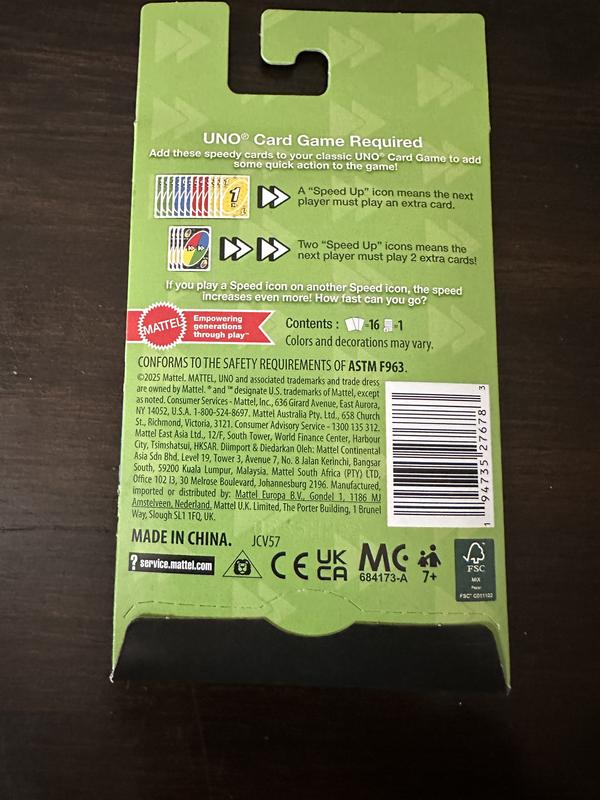 UNO® Card Game Required
Add these speedy cards to your classic UNO® Card Game to add
some quick action to the game!
1
A "Speed Up" icon means the next
player must play an extra card.
Two "Speed Up" icons means the
next player must play 2 extra cards!
If you play a Speed icon on another Speed icon, the speed
increases even more! How fast can you go?
MATTEL
Empowering
generations
through play™
Contents : =16 =1
Colors and decorations may vary.
CONFORMS TO THE SAFETY REQUIREMENTS OF ASTM F963.
©2025 Mattel. MATTEL, UNO and associated trademarks and trade dress
are owned by Mattel. ® and ™ designate U.S. trademarks of Mattel, except
as noted. Consumer Services - Mattel, Inc., 636 Girard Avenue, East Aurora,
NY 14052, U.S.A. 1-800-524-8697. Mattel Australia Pty. Ltd., 658 Church
St., Richmond, Victoria, 3121. Consumer Advisory Service - 1300 135 312.
Mattel East Asia Ltd., 12/F, South Tower, World Finance Center, Harbour
City, Tsimshatsui, HKSAR. Diimport & Diedarkan Oleh: Mattel Continental
Asia Sdn Bhd. Level 19, Tower 3, Avenue 7, No. 8 Jalan Kerinchi, Bangsar
South, 59200 Kuala Lumpur, Malaysia. Mattel South Africa (PTY) LTD,
Office 102 I3, 30 Melrose Boulevard, Johannesburg 2196. Manufactured,
imported or distributed by: Mattel Europa B.V., Gondel 1, 1186 MJ
Amstelveen, Nederland. Mattel U.K. Limited, The Porter Building, 1 Brunel
Way, Slough SL1 1FQ, UK.
1 94735 27678 3
MADE IN CHINA. JCV57
? service.mattel.com
CE
UK
CA
MC
684173-A
7+
FSC
MIX
Paper